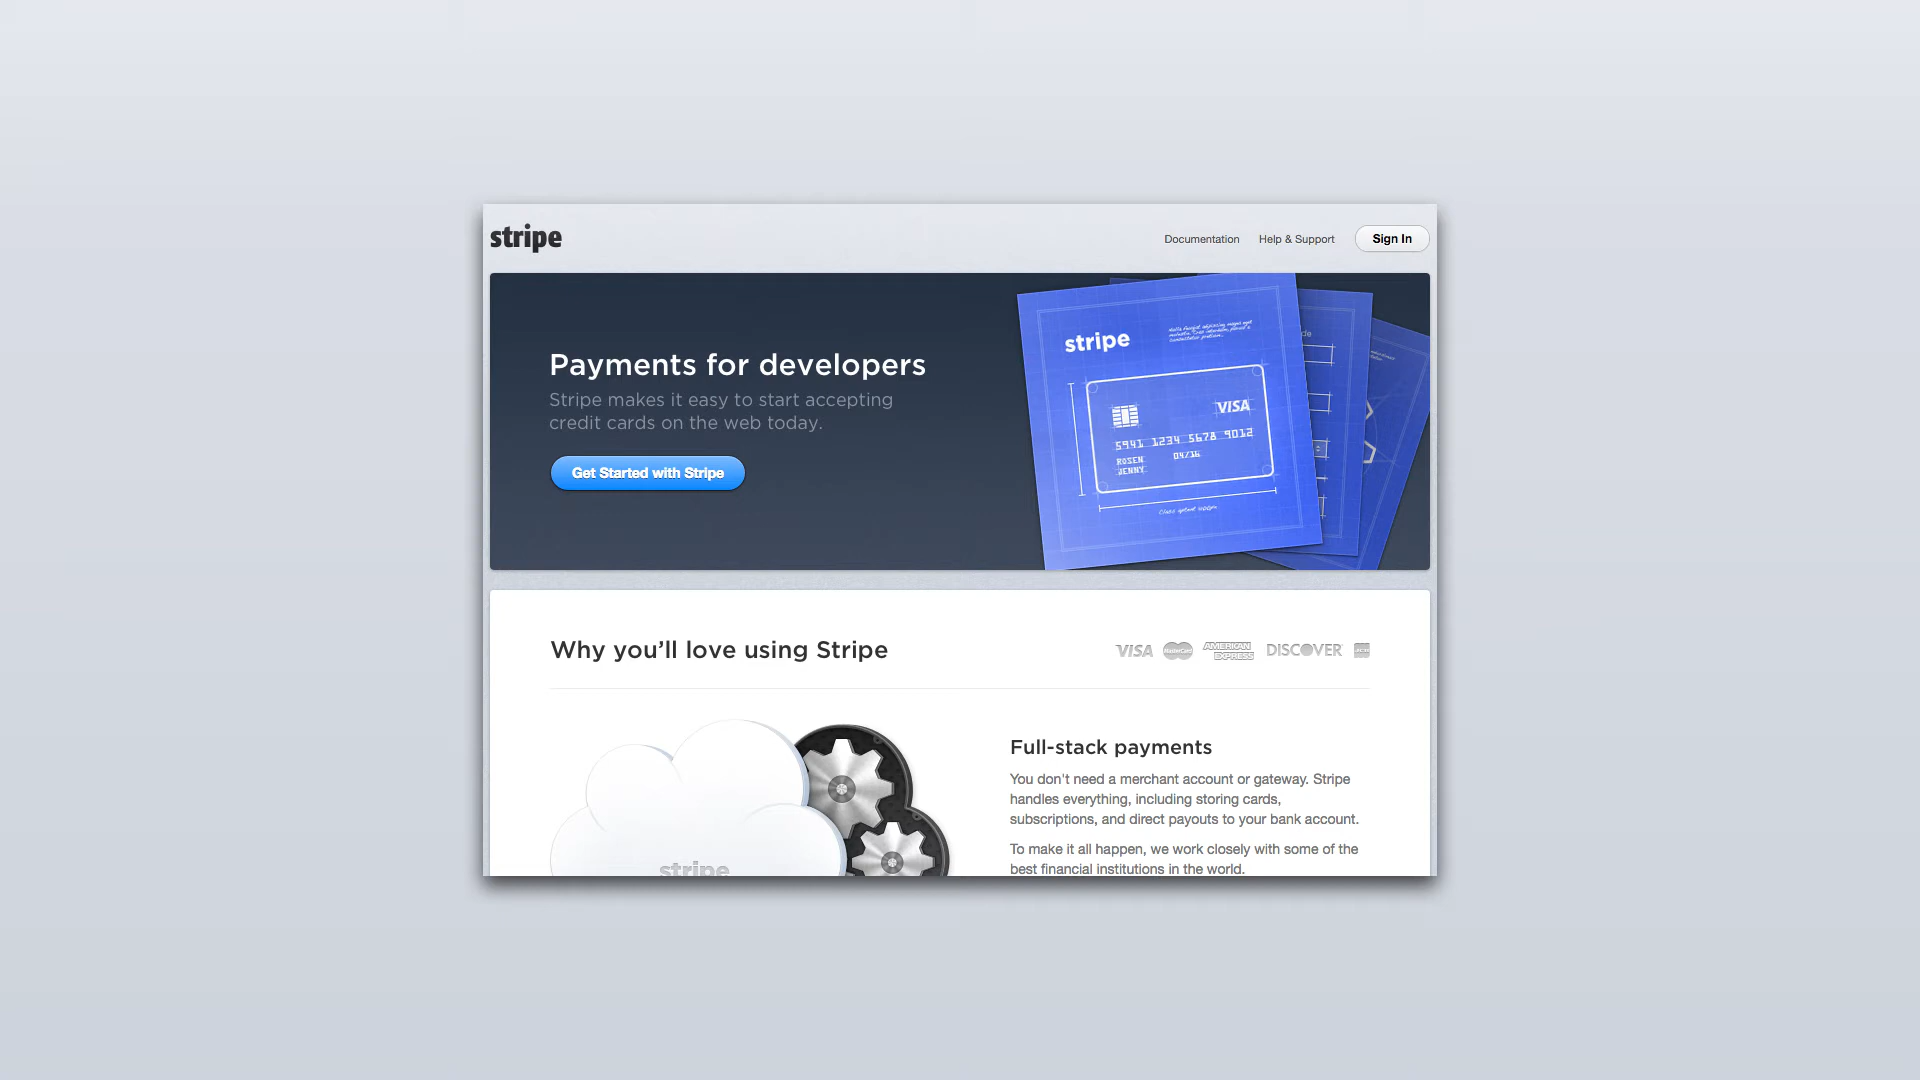 stripe
Documentation
Help & Support
Sign In
Payments for developers
Stripe makes it easy to start accepting
credit cards on the web today.
Get Started with Stripe
stripe
VISA
5941 1234 5678 9012
ROSEN
JENNY
04/16
Why you'll love using Stripe
VISA
MasterCard
AMERICAN
EXPRESS
DISCOVER
Full-stack payments
You don't need a merchant account or gateway. Stripe
handles everything, including storing cards,
subscriptions, and direct payouts to your bank account.
To make it all happen, we work closely with some of the
best financial institutions in the world.
stripe